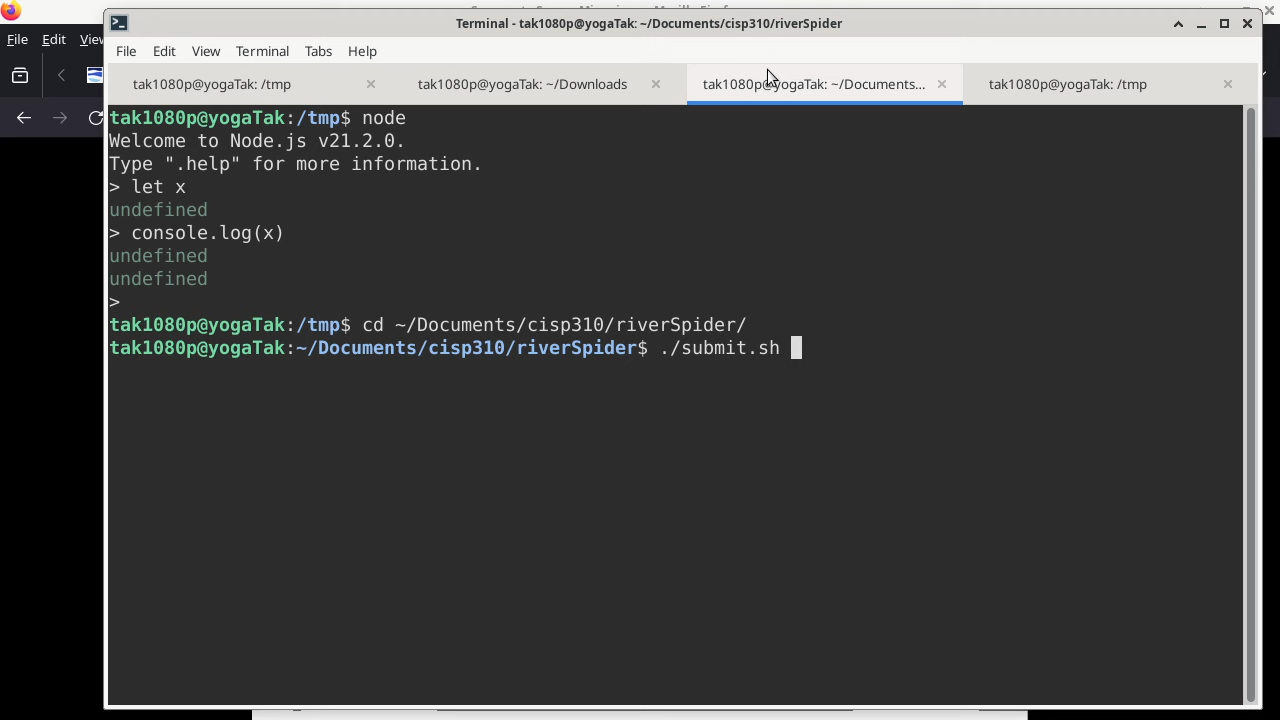 Terminal - tak1080p@yogaTak: ~/Documents/cisp310/riverSpider
File Edit View
File Edit View Terminal Tabs Help
tak1080p@yogaTak: /tmp
tak1080p@yogaTak: ~/Downloads
tak1080p@yogaTak: ~/Documents...
tak1080p@yogaTak: /tmp
tak1080p@yogaTak:/tmp$ node
Welcome to Node.js v21.2.0.
Type ".help" for more information.
> let x
undefined
> console.log(x)
undefined
undefined
>
tak1080p@yogaTak:/tmp$ cd ~/Documents/cisp310/riverSpider/
tak1080p@yogaTak:~/Documents/cisp310/riverSpider$ ./submit.sh